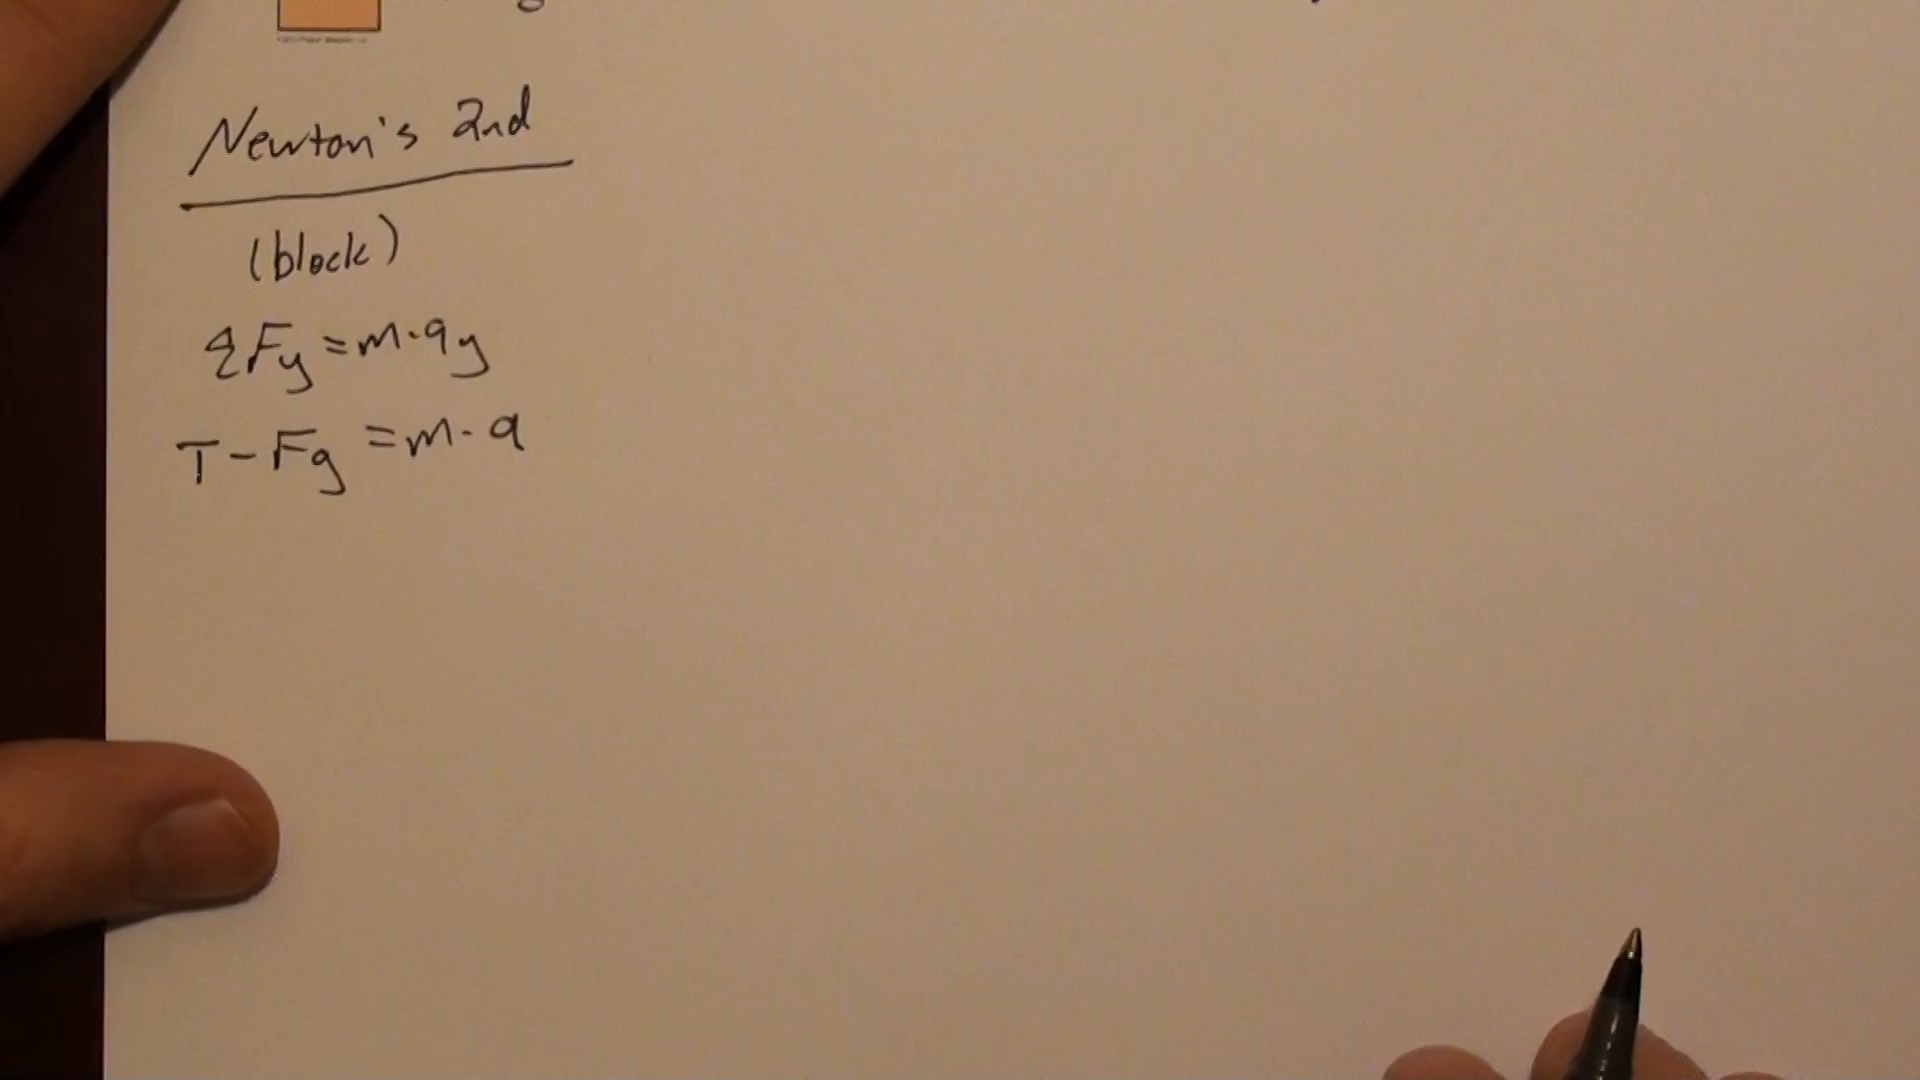 Newton's 2nd
(block)
ΣFy = m·ay
T - Fg = m·a